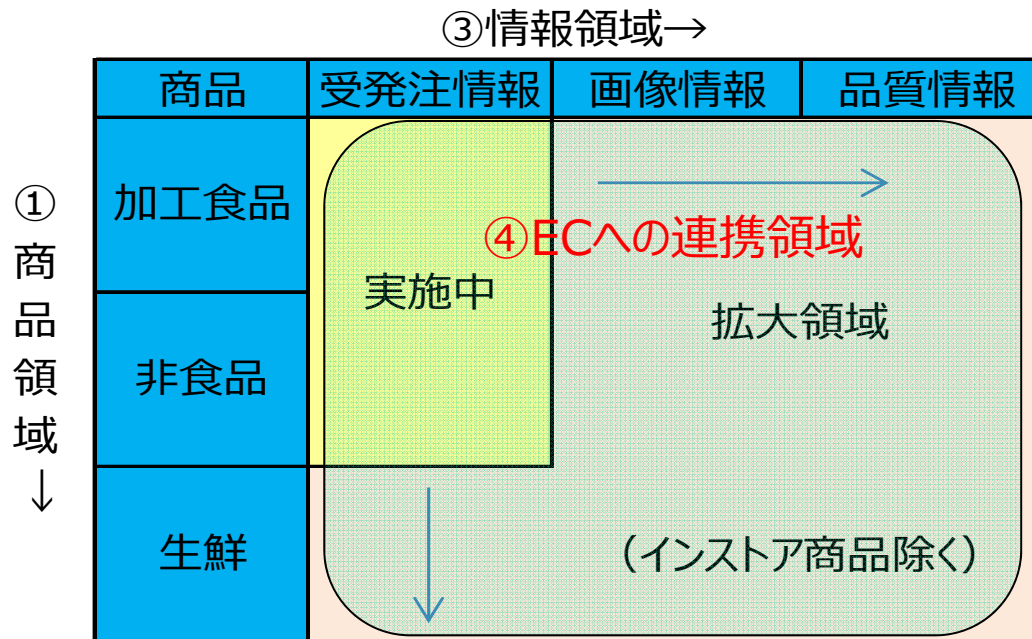 ③情報領域→
商品 受発注情報 画像情報 品質情報
①商品領域↓
加工食品
④ECへの連携領域
実施中
拡大領域
非食品
生鮮
（インストア商品除く）